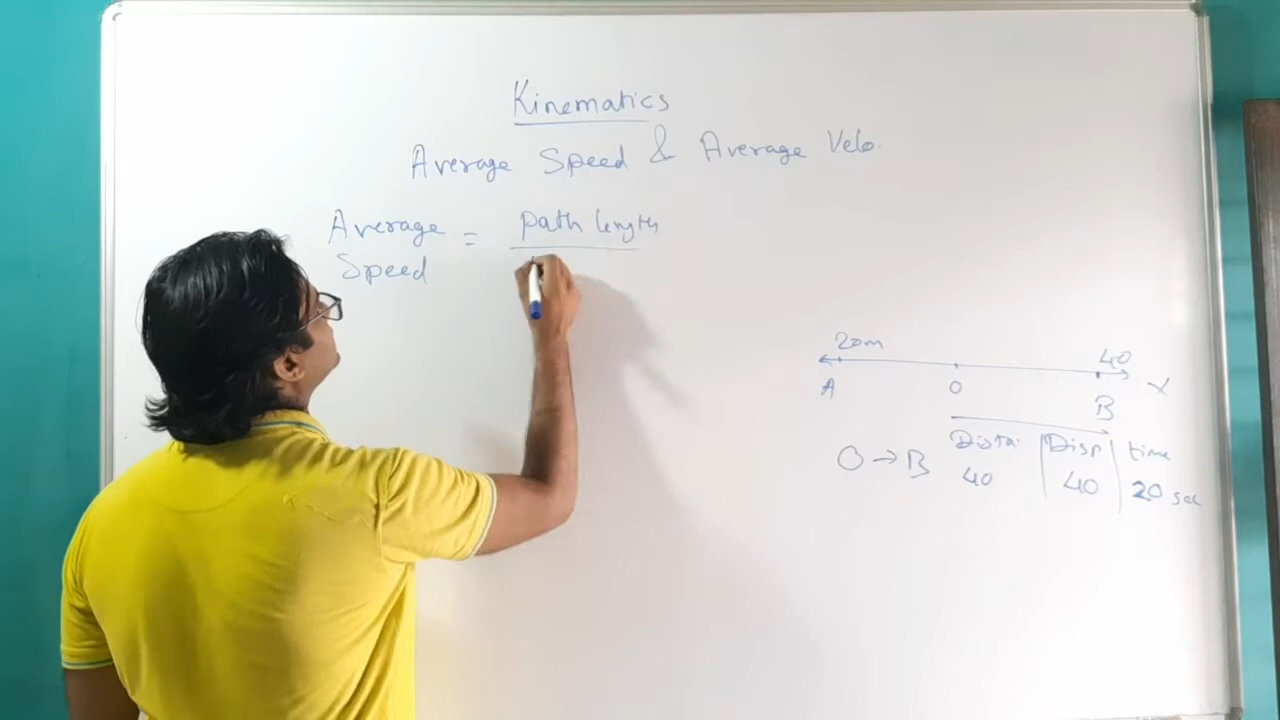 Kinematics
Average Speed & Average Velo.
Average = Path length
Speed
20m 40
A O B X
Dista. Disp time
O → B 40 40 20 sec